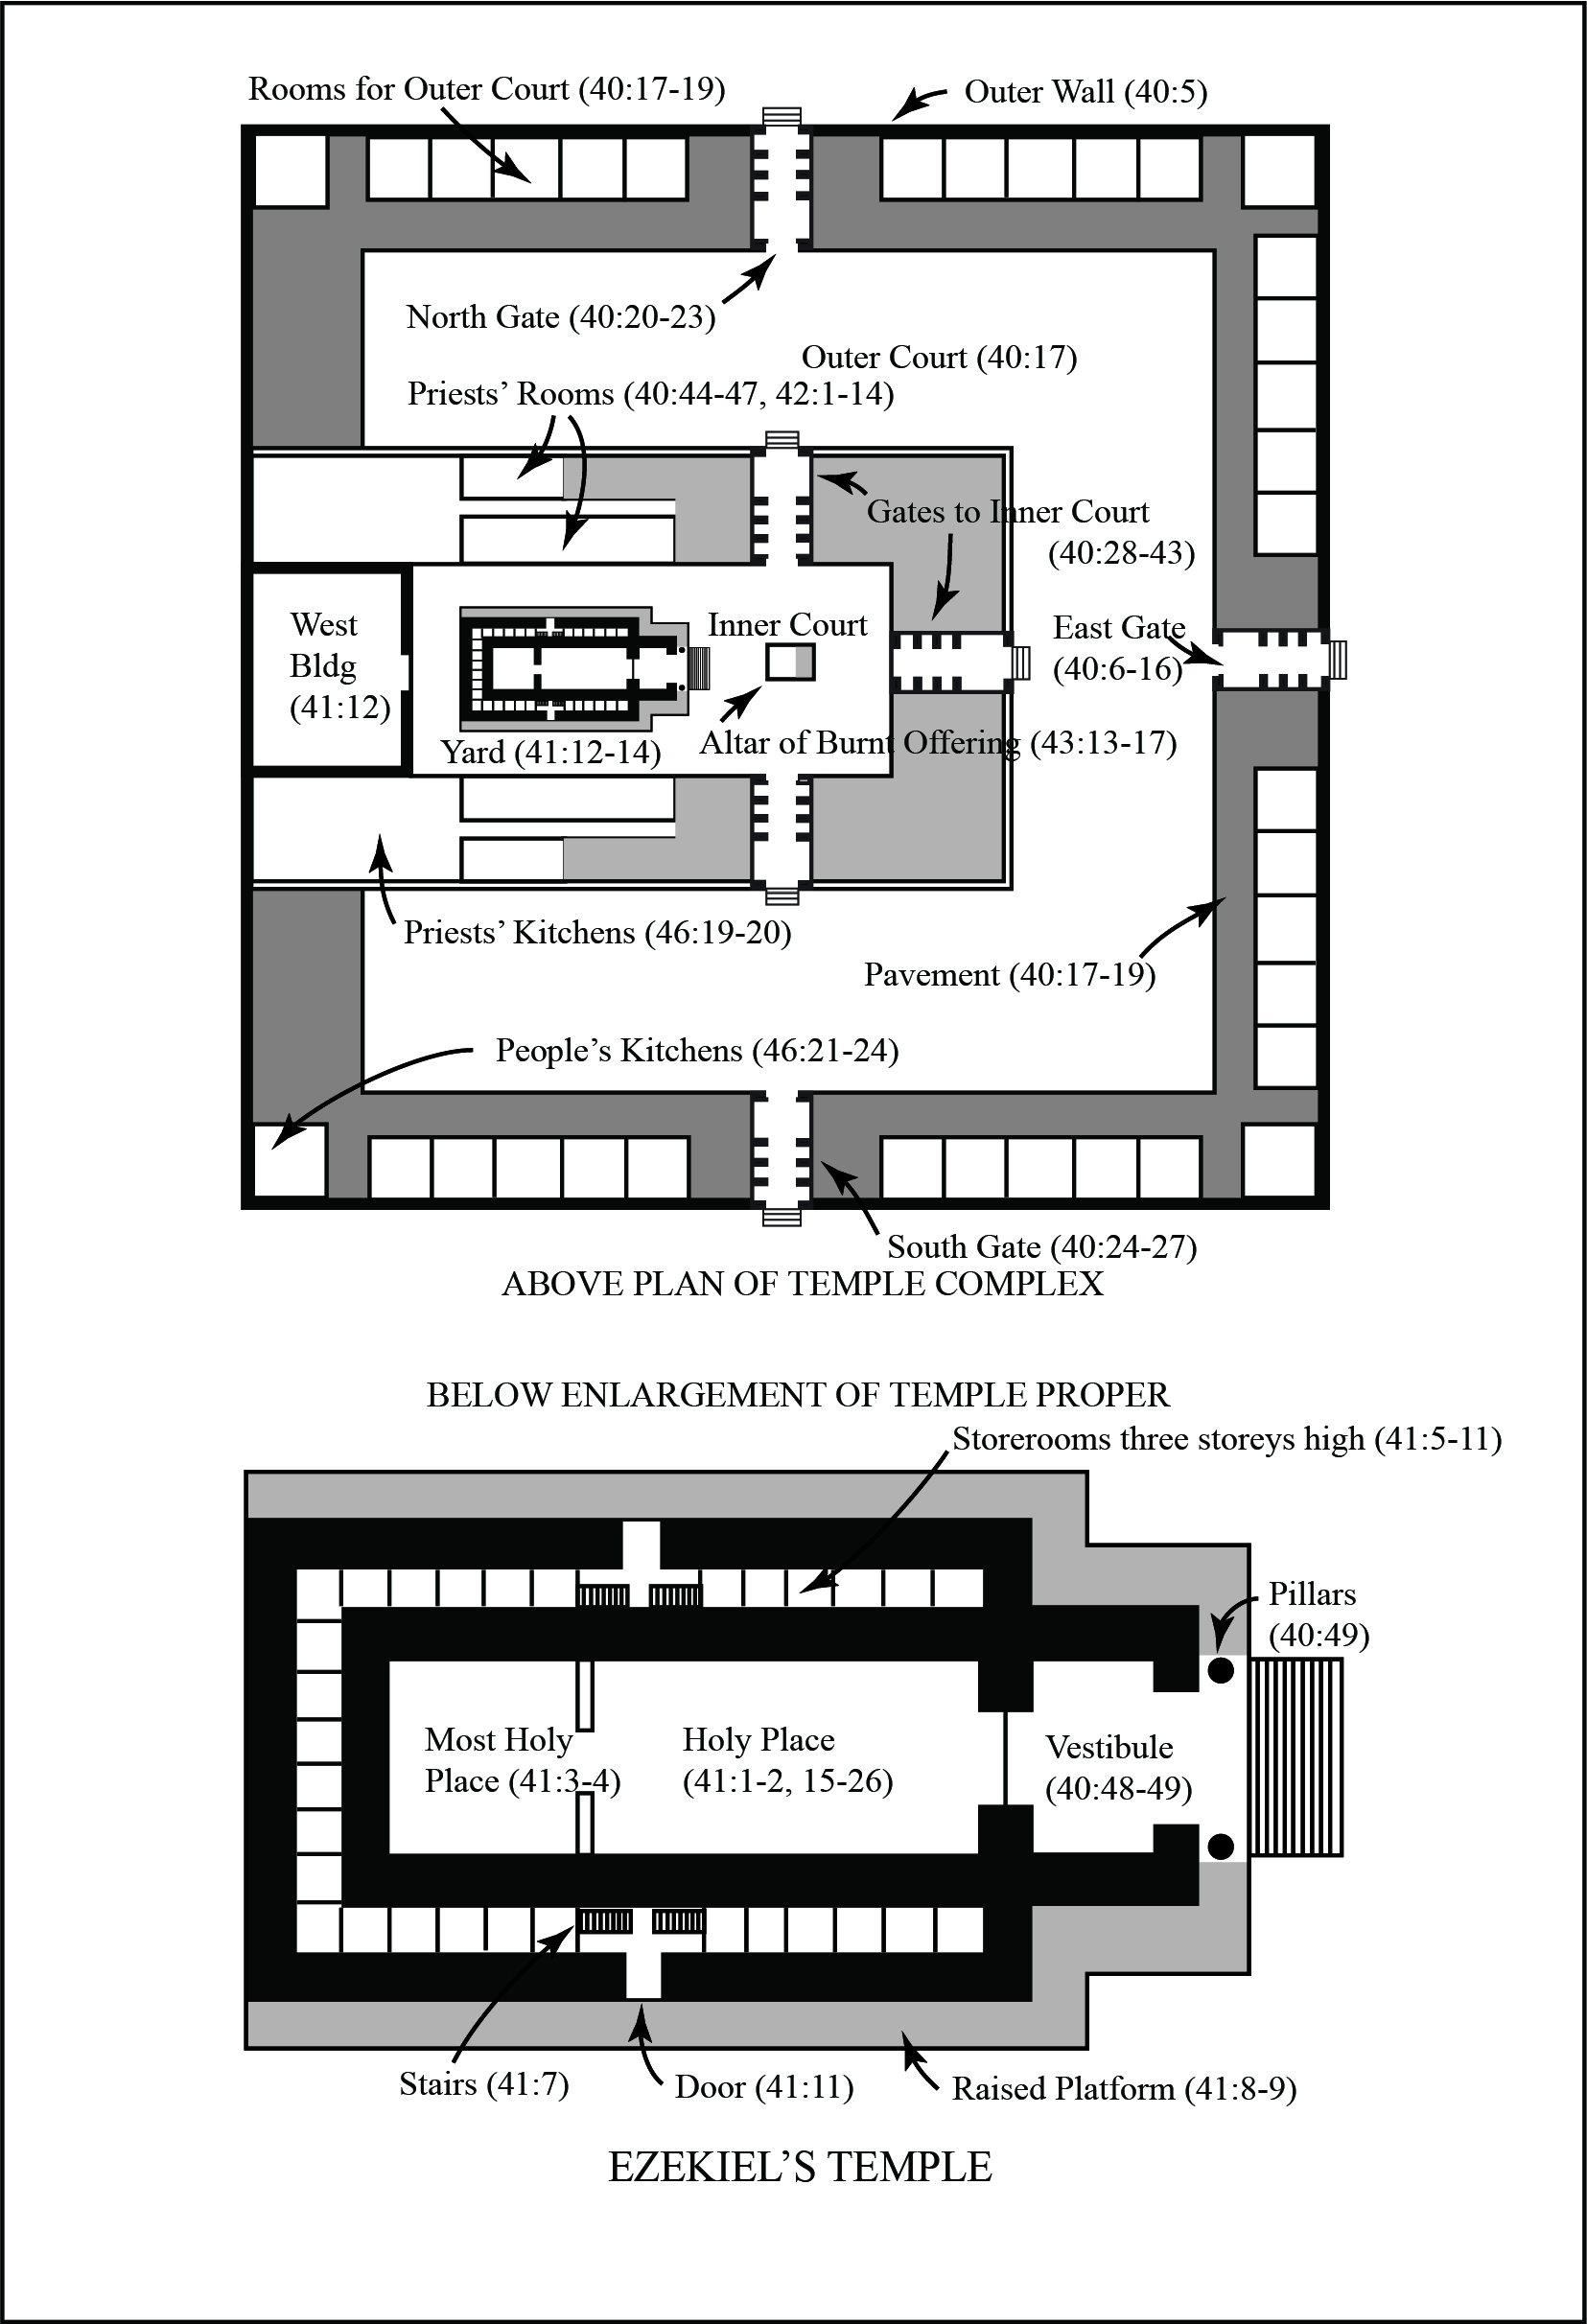 Rooms for Outer Court (40:17-19)
Outer Wall (40:5)
North Gate (40:20-23)
Outer Court (40:17)
Priests’ Rooms (40:44-47, 42:1-14)
Gates to Inner Court
(40:28-43)
West
Bldg
(41:12)
Inner Court
East Gate
(40:6-16)
Yard (41:12-14)
Altar of Burnt Offering (43:13-17)
Priests’ Kitchens (46:19-20)
Pavement (40:17-19)
People’s Kitchens (46:21-24)
South Gate (40:24-27)
ABOVE PLAN OF TEMPLE COMPLEX
BELOW ENLARGEMENT OF TEMPLE PROPER
Storerooms three storeys high (41:5-11)
Pillars
(40:49)
Most Holy
Place (41:3-4)
Holy Place
(41:1-2, 15-26)
Vestibule
(40:48-49)
Stairs (41:7)
Door (41:11)
Raised Platform (41:8-9)
EZEKIEL’S TEMPLE